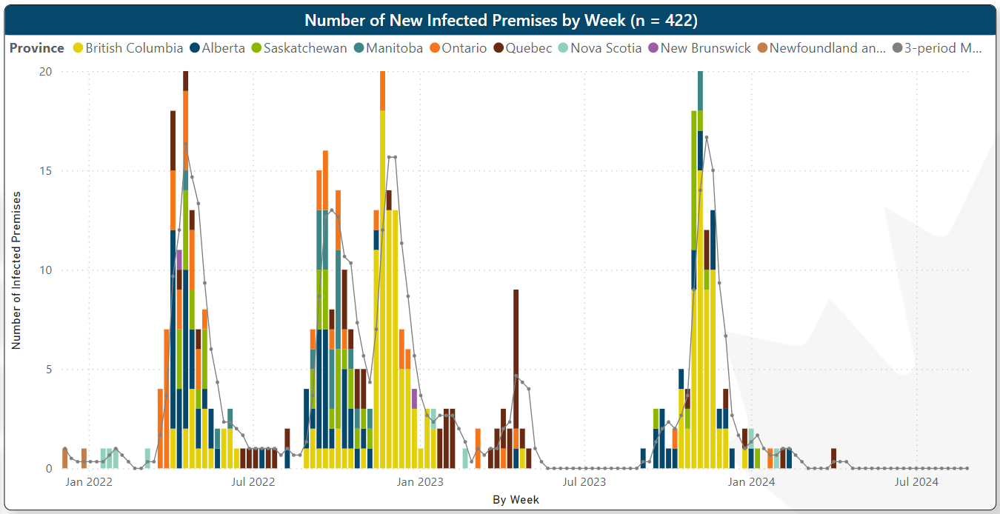 Number of New Infected Premises by Week (n = 422)
Province British Columbia Alberta Saskatchewan Manitoba Ontario Quebec Nova Scotia New Brunswick Newfoundland an... 3-period M...
Number of Infected Premises
20
15
10
5
0
Jan 2022 Jul 2022 Jan 2023 Jul 2023 Jan 2024 Jul 2024
By Week